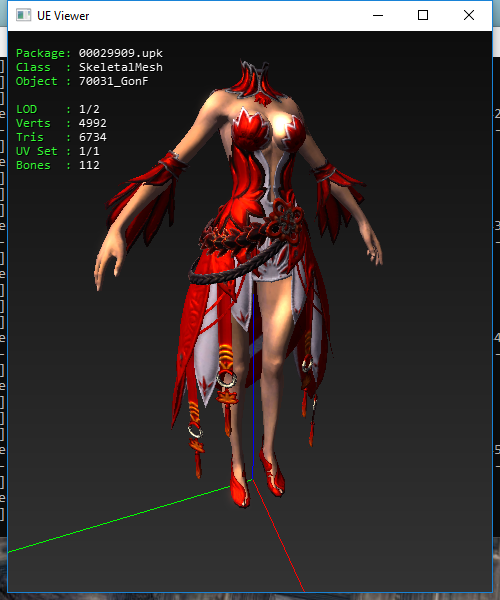 UE Viewer
Package: 00029909.upk
Class : SkeletalMesh
Object : 70031_GonF
LOD : 1/2
Verts : 4992
Tris : 6734
UV Set : 1/1
Bones : 112